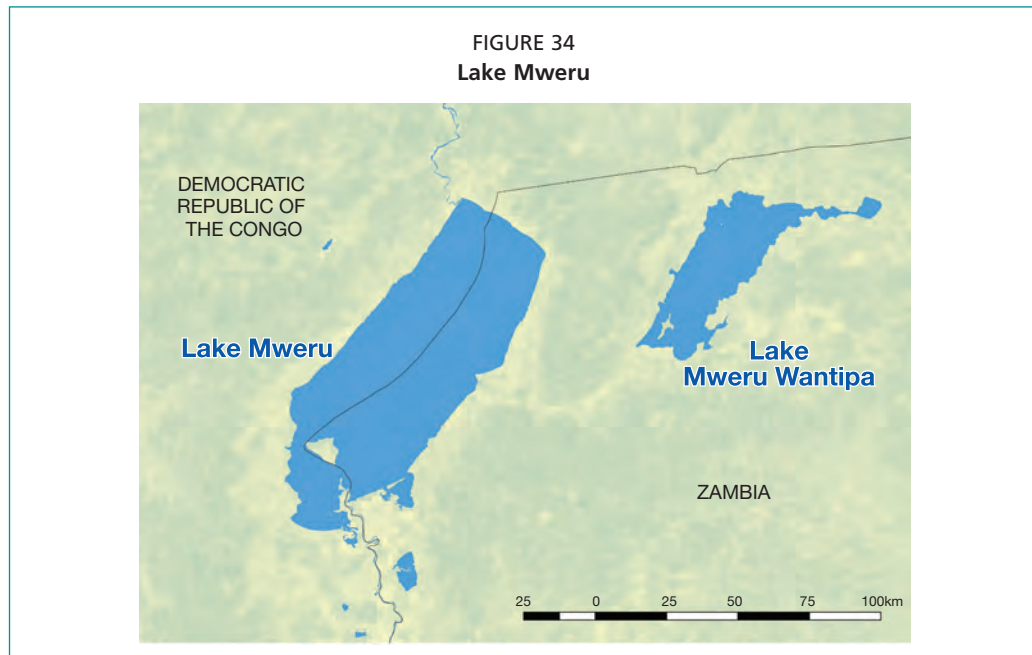 FIGURE 34
Lake Mweru
DEMOCRATIC
REPUBLIC OF
THE CONGO
Lake Mweru
Lake
Mweru Wantipa
ZAMBIA
25 0 25 50 75 100km